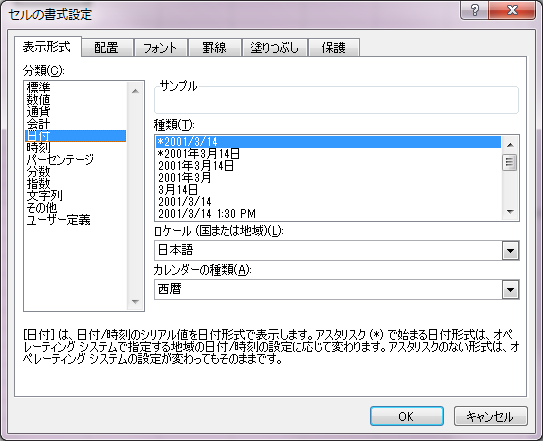 セルの書式設定
表示形式 配置 フォント 罫線 塗りつぶし 保護
分類(C):
標準
数値
通貨
会計
日付
時刻
パーセンテージ
分数
指数
文字列
その他
ユーザー定義
サンプル
種類(T):
*2001/3/14
*2001年3月14日
2001年3月14日
2001年3月
3月14日
2001/3/14
2001/3/14 1:30 PM
ロケール (国または地域)(L):
日本語
カレンダーの種類(A):
西暦
[日付] は、日付/時刻のシリアル値を日付形式で表示します。アスタリスク (*) で始まる日付形式は、オペ
レーティング システムで指定する地域の日付/時刻の設定に応じて変わります。アスタリスクのない形式は、オ
ペレーティング システムの設定が変わってもそのままです。
OK キャンセル